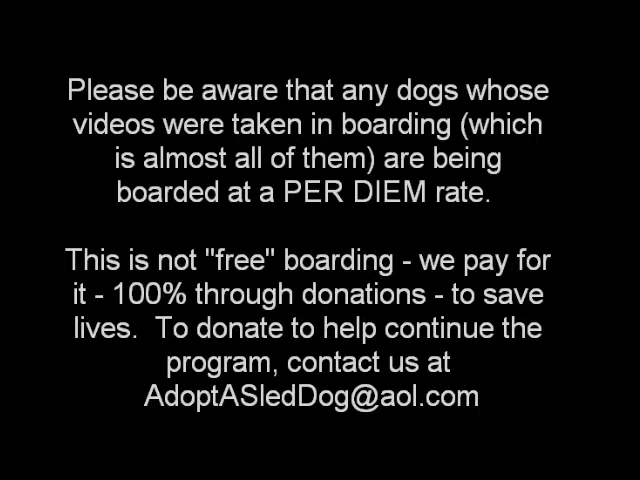 Please be aware that any dogs whose
videos were taken in boarding (which
is almost all of them) are being
boarded at a PER DIEM rate.
This is not "free" boarding - we pay for
it - 100% through donations - to save
lives.  To donate to help continue the
program, contact us at
AdoptASledDog@aol.com